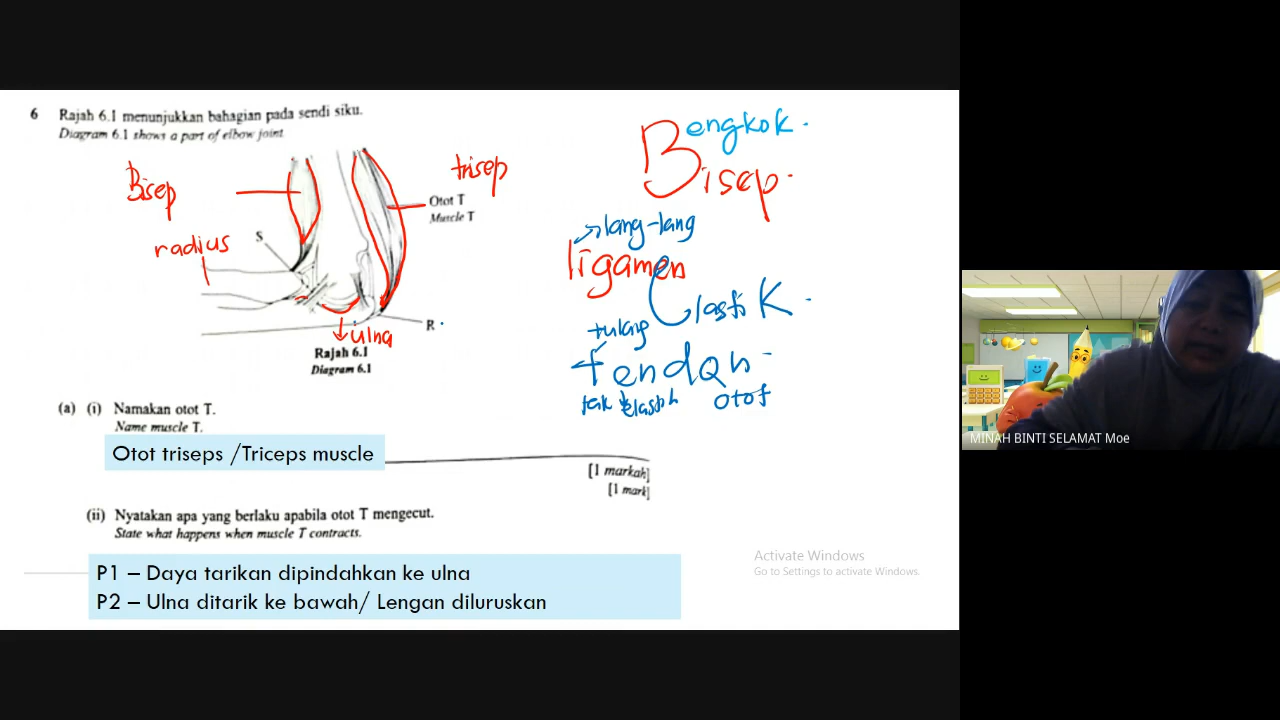 6 Rajah 6.1 menunjukkan bahagian pada sendi siku.
Diagram 6.1 shows a part of elbow joint
Bisep
trisep
Otot T
Muscle T
S
radius
R
ulna
Rajah 6.1
Diagram 6.1
Bengkok
Bisep
lang-lang
ligamen
elastik
tulang
tendon
tak elastik
otot
(a) (i) Namakan otot T.
Name muscle T.
Otot triseps /Triceps muscle
[1 markah]
[1 mark]
(ii) Nyatakan apa yang berlaku apabila otot T mengecut.
State what happens when muscle T contracts.
P1 – Daya tarikan dipindahkan ke ulna
P2 – Ulna ditarik ke bawah/ Lengan diluruskan
Activate Windows
Go to Settings to activate Windows.
MINAH BINTI SELAMAT Moe